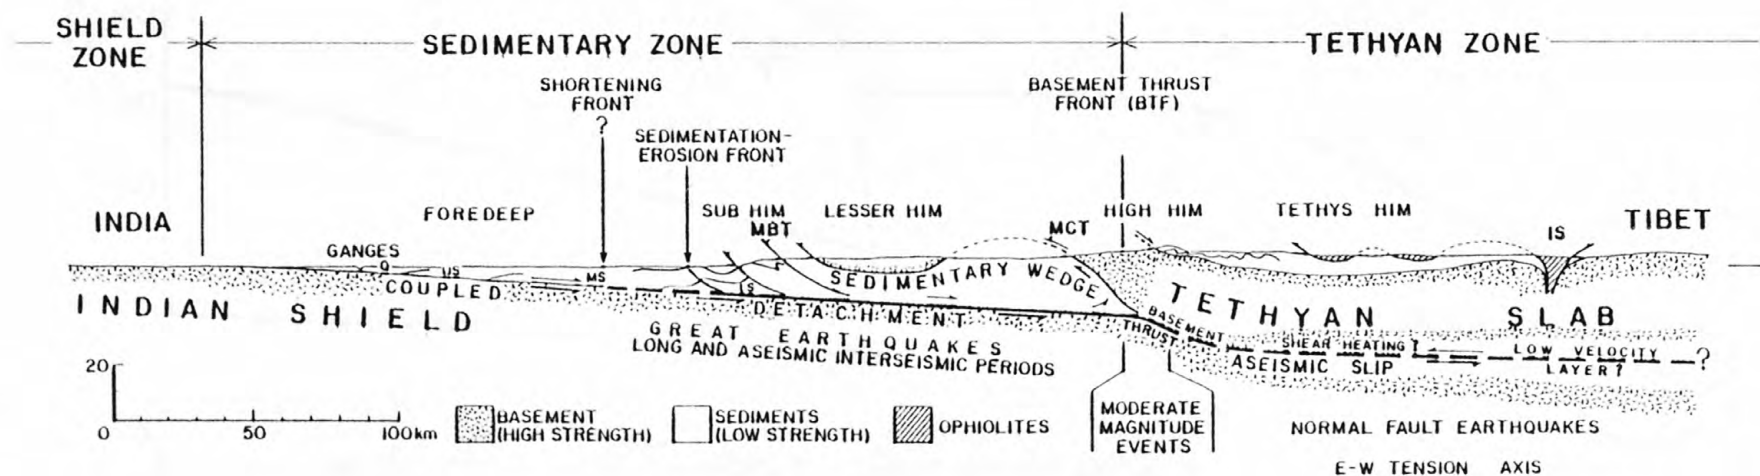 SHIELD
ZONE
SEDIMENTARY ZONE
TETHYAN ZONE
SHORTENING
FRONT
?
BASEMENT THRUST
FRONT (BTF)
SEDIMENTATION-
EROSION FRONT
INDIA
FOREDEEP
SUB HIM
MBT
LESSER HIM
MCT
HIGH HIM
TETHYS HIM
IS
TIBET
GANGES
Q
US
MS
LS
COUPLED
SEDIMENTARY WEDGE
INDIAN SHIELD
DETACHMENT
TETHYAN SLAB
BASEMENT
THRUST
GREAT EARTHQUAKES
LONG AND ASEISMIC INTERSEISMIC PERIODS
SHEAR HEATING?
ASEISMIC SLIP
LOW VELOCITY
LAYER?
?
20
0
50
100km
BASEMENT
(HIGH STRENGTH)
SEDIMENTS
(LOW STRENGTH)
OPHIOLITES
MODERATE
MAGNITUDE
EVENTS
NORMAL FAULT EARTHQUAKES
E-W TENSION AXIS